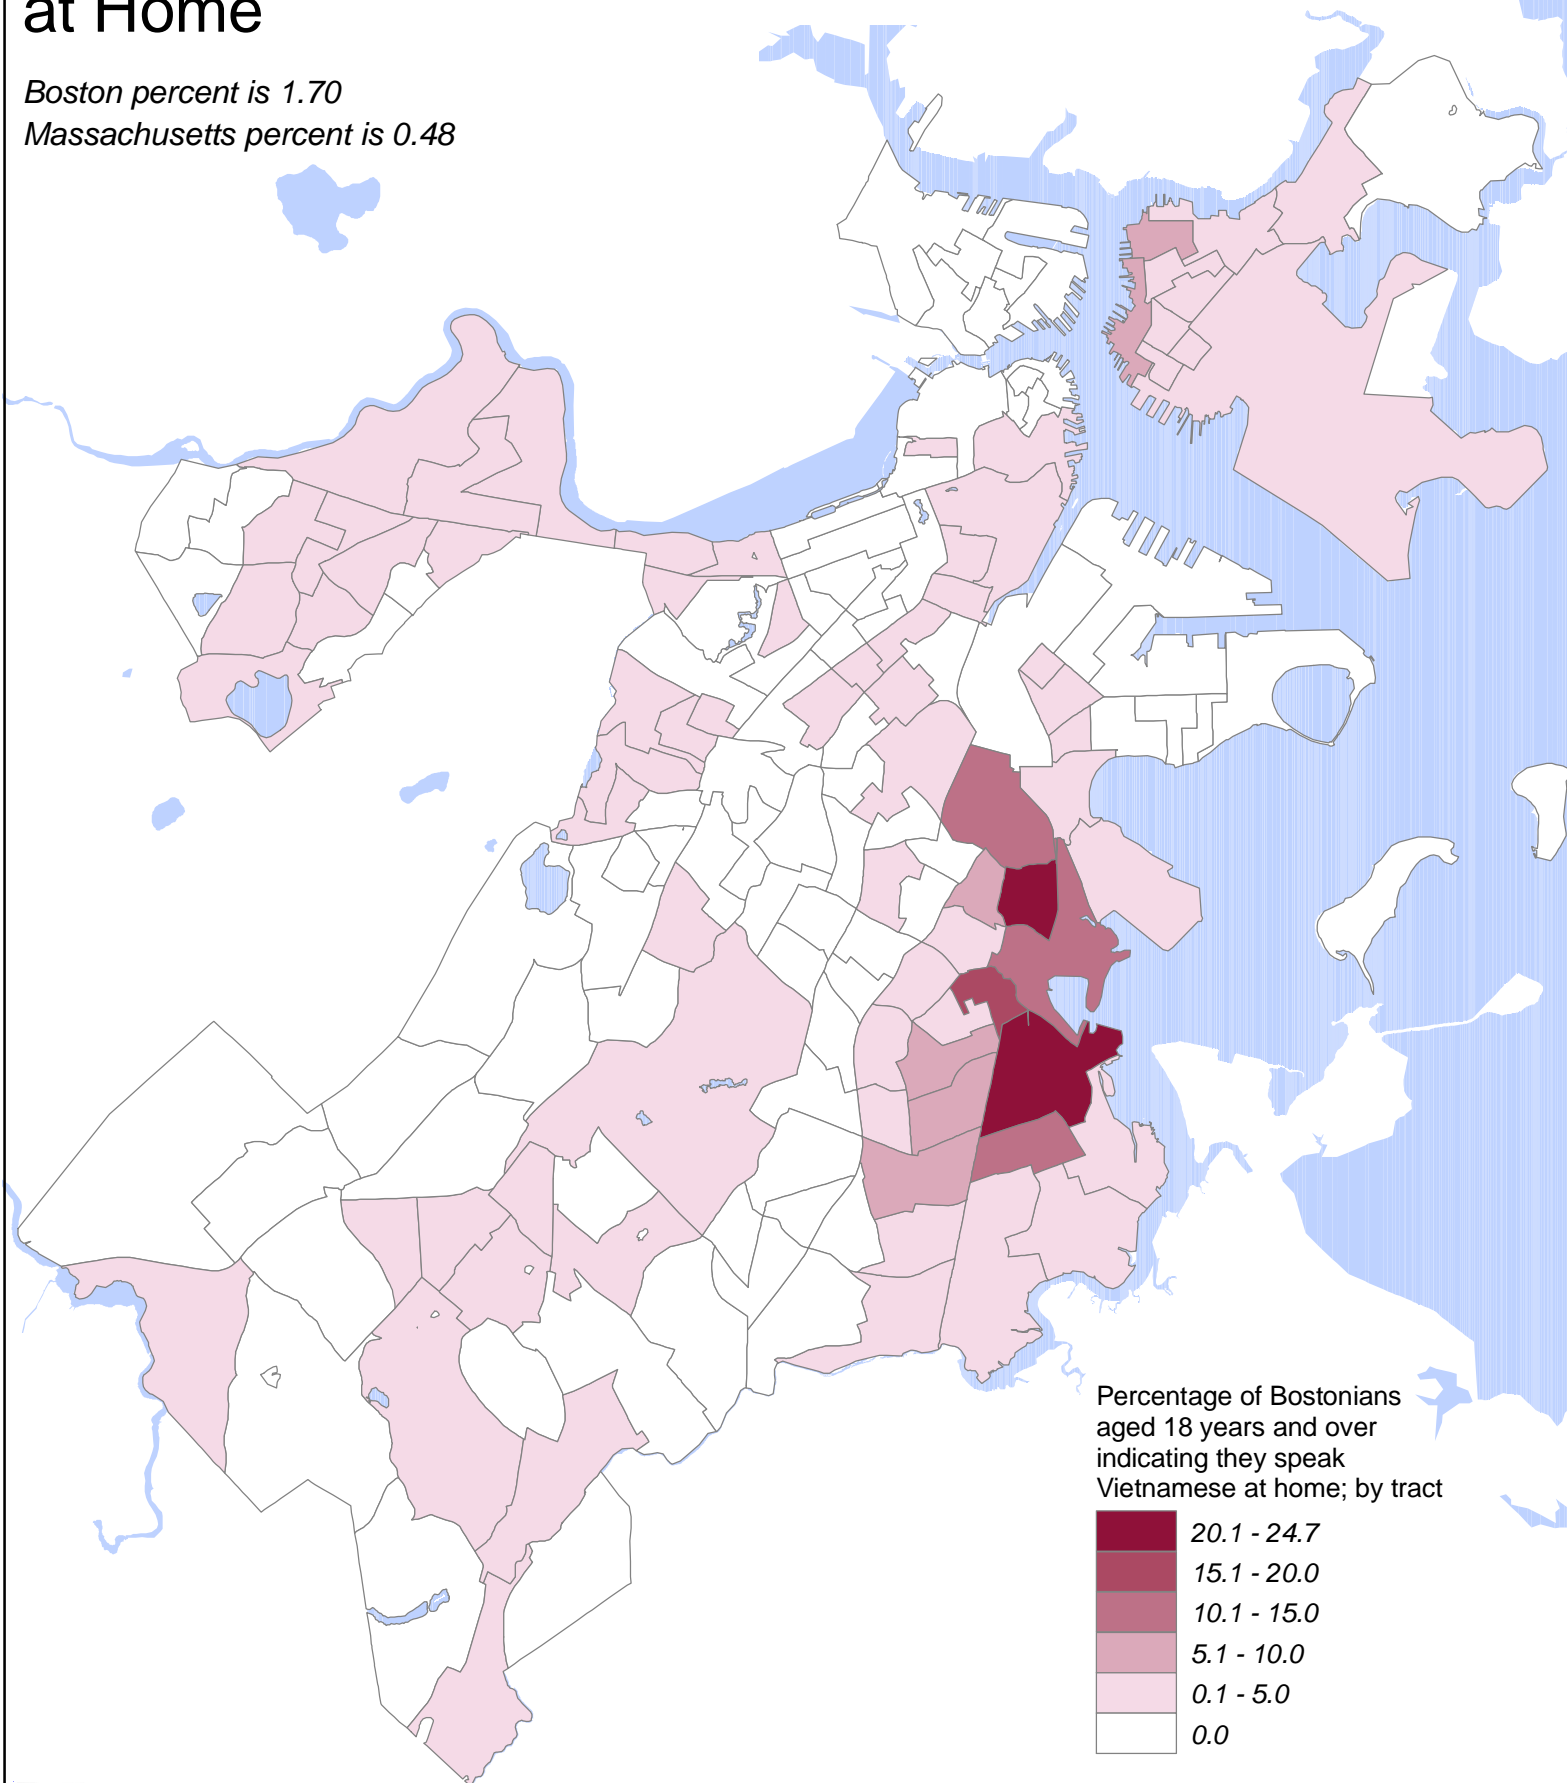 at Home
Boston percent is 1.70
Massachusetts percent is 0.48
Percentage of Bostonians
aged 18 years and over
indicating they speak
Vietnamese at home; by tract
20.1 - 24.7
15.1 - 20.0
10.1 - 15.0
5.1 - 10.0
0.1 - 5.0
0.0